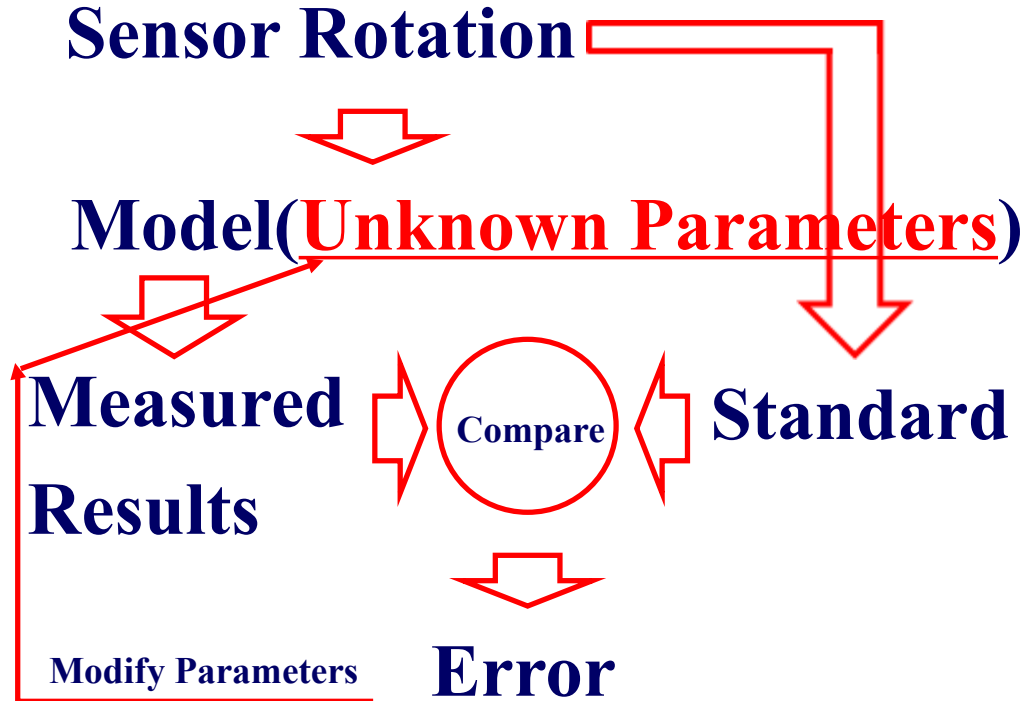 Sensor Rotation
Model(Unknown Parameters)
Measured
Results
Compare
Standard
Modify Parameters
Error